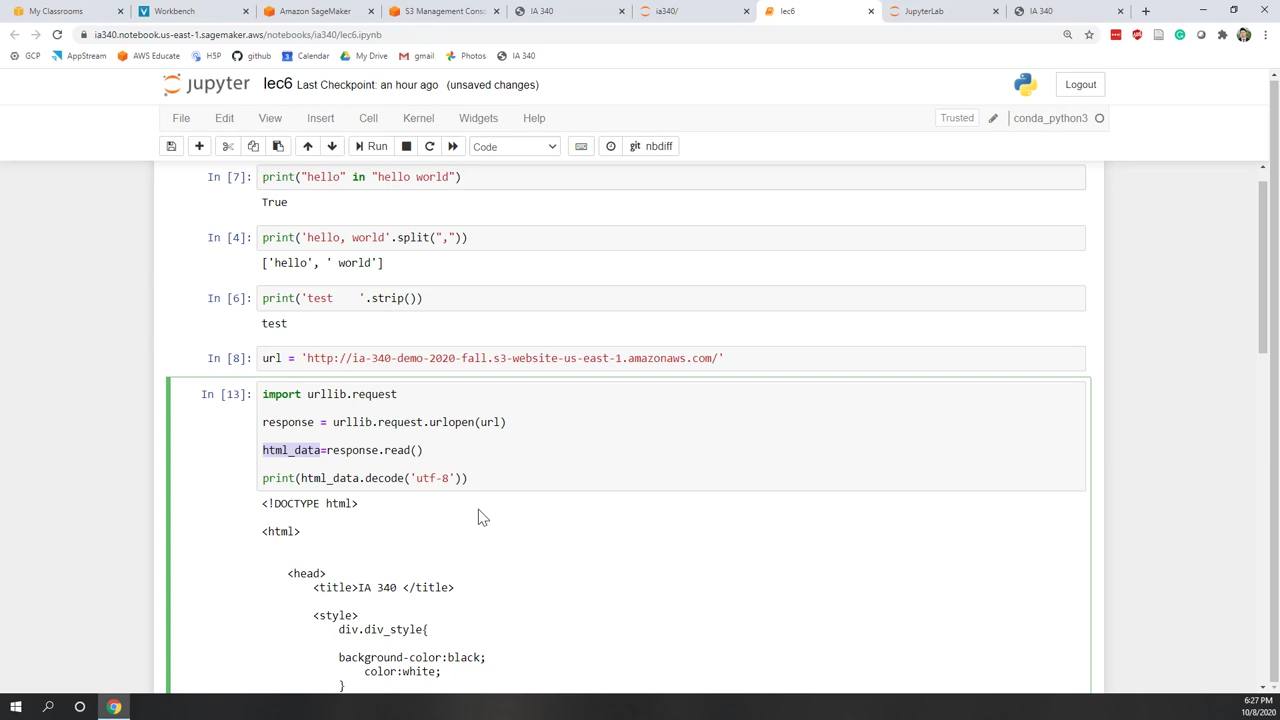 My Classrooms
Workbench
Amazon SageMaker
S3 Management Conso
IA 340
ia340/
lec6
JupyterLab
IA 340
ia340.notebook.us-east-1.sagemaker.aws/notebooks/ia340/lec6.ipynb
GCP AppStream AWS Educate H5P github Calendar My Drive gmail Photos IA 340
jupyter lec6 Last Checkpoint: an hour ago (unsaved changes) Logout
File Edit View Insert Cell Kernel Widgets Help Trusted conda_python3
Run Code git nbdiff
In [7]: print("hello" in "hello world")
True
In [4]: print('hello, world'.split(","))
['hello', ' world']
In [6]: print('test    '.strip())
test
In [8]: url = 'http://ia-340-demo-2020-fall.s3-website-us-east-1.amazonaws.com/'
In [13]: import urllib.request
response = urllib.request.urlopen(url)
html_data=response.read()
print(html_data.decode('utf-8'))
<!DOCTYPE html>
<html>
<head>
<title>IA 340 </title>
<style>
div.div_style{
background-color:black;
color:white;
}
6:27 PM
10/8/2020